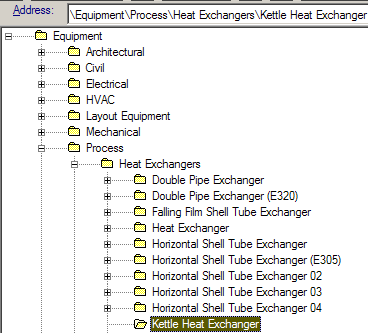 Address: \Equipment\Process\Heat Exchangers\Kettle Heat Exchanger
Equipment
Architectural
Civil
Electrical
HVAC
Layout Equipment
Mechanical
Process
Heat Exchangers
Double Pipe Exchanger
Double Pipe Exchanger (E320)
Falling Film Shell Tube Exchanger
Heat Exchanger
Horizontal Shell Tube Exchanger
Horizontal Shell Tube Exchanger (E305)
Horizontal Shell Tube Exchanger 02
Horizontal Shell Tube Exchanger 03
Horizontal Shell Tube Exchanger 04
Kettle Heat Exchanger